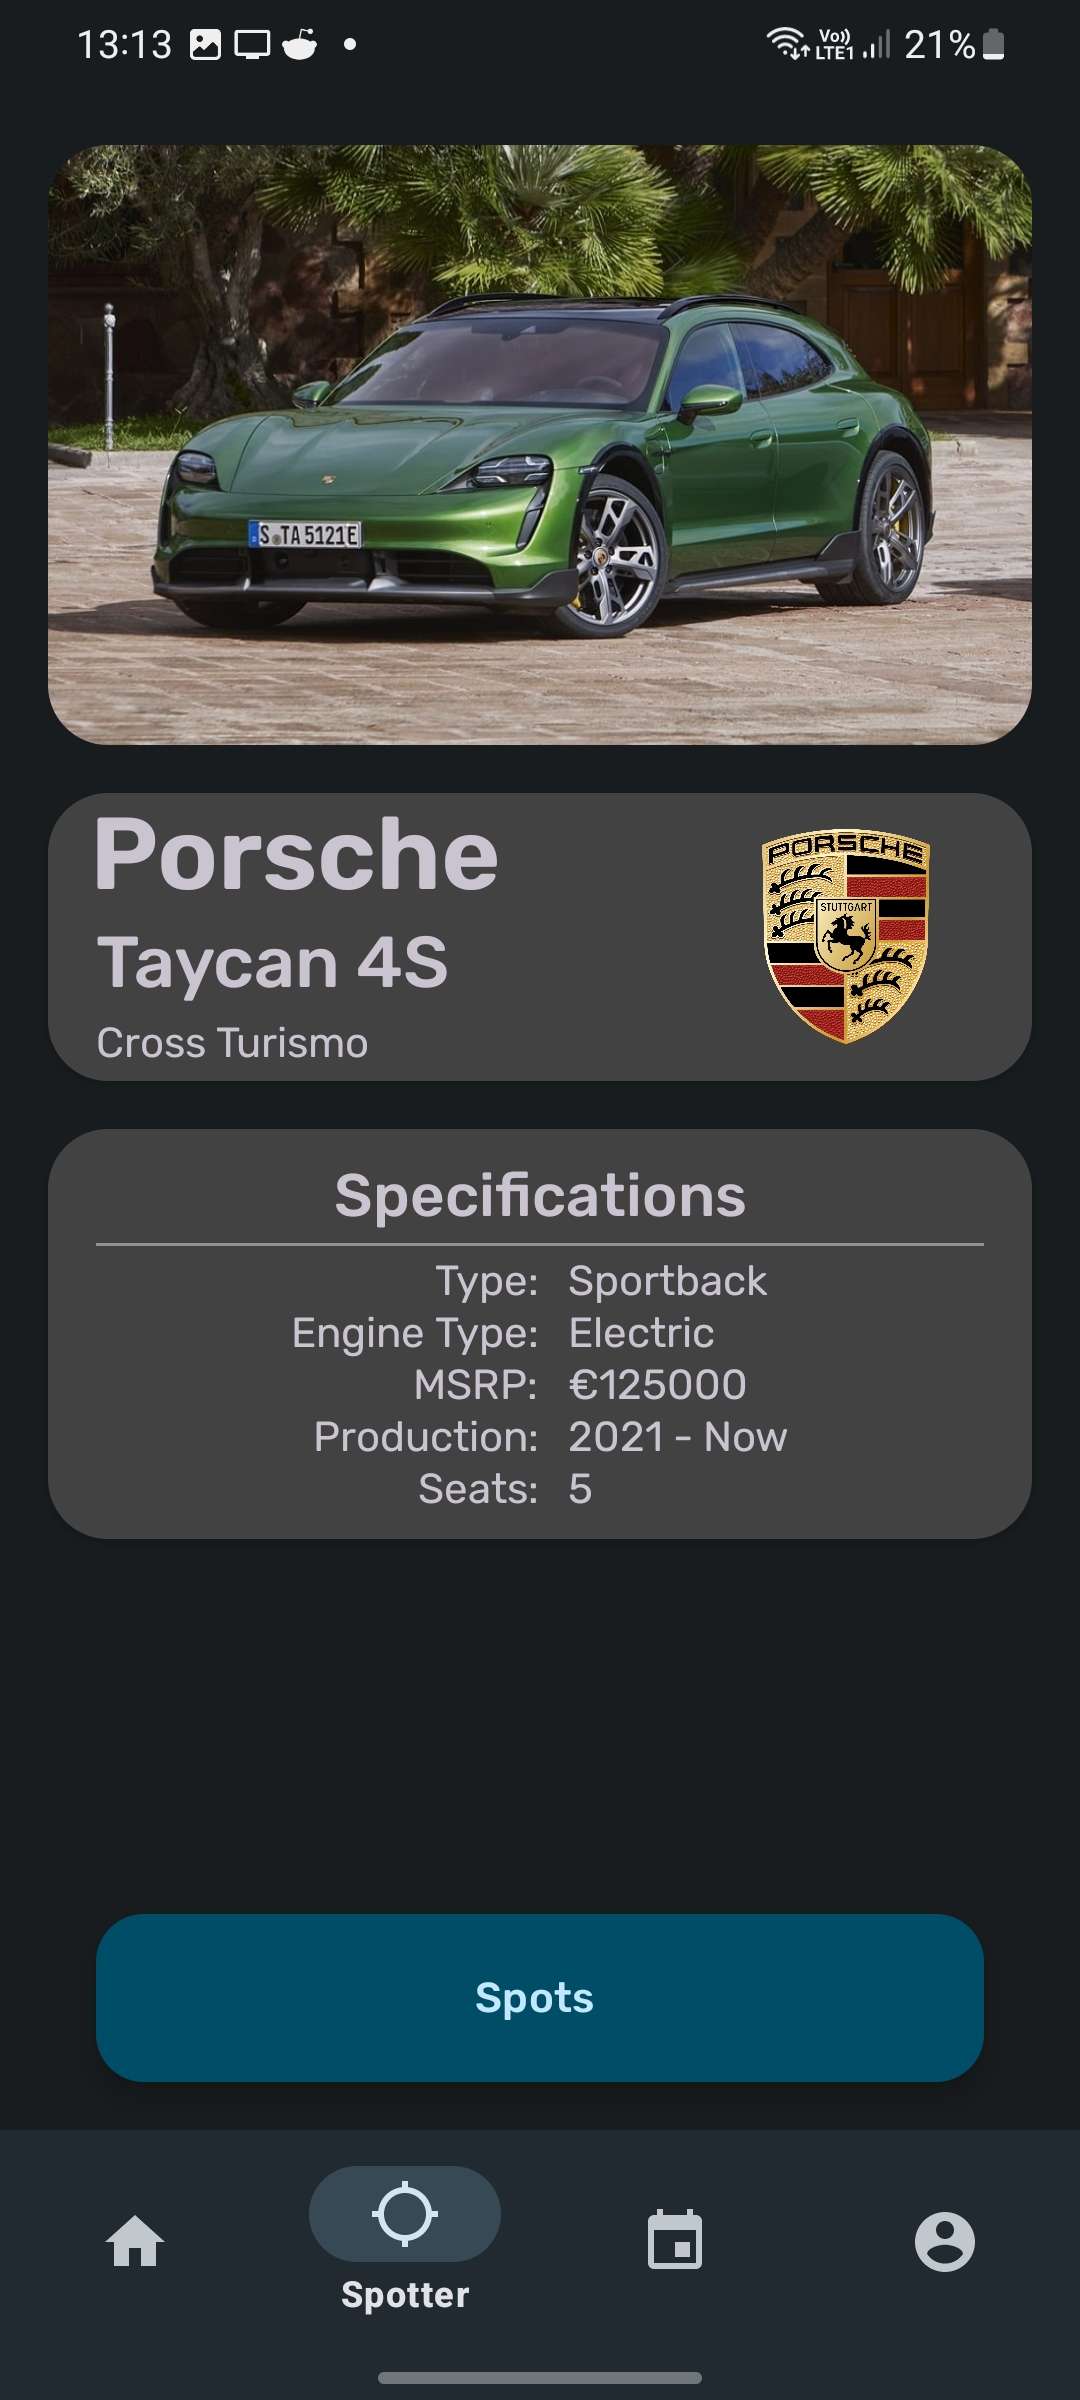 13:13
Vo)) LTE1 21%
S TA 5121E
Porsche
Taycan 4S
Cross Turismo
PORSCHE
STUTTGART
Specifications
Type: Sportback
Engine Type: Electric
MSRP: €125000
Production: 2021 - Now
Seats: 5
Spots
Spotter